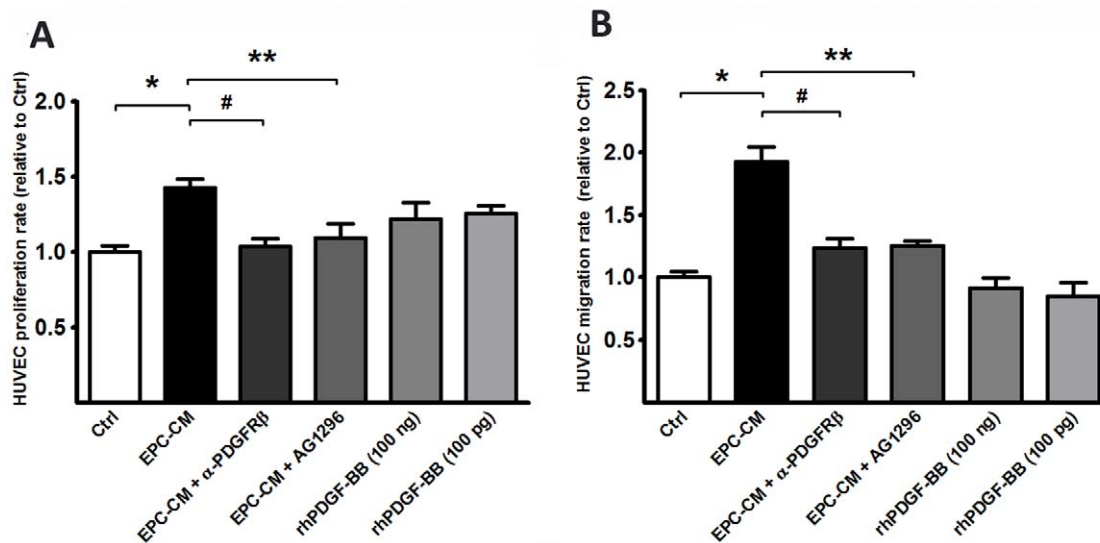 A
HUVEC proliferation rate (relative to Ctrl)
2.0
1.5
1.0
0.5
*
#
**
Ctrl
EPC-CM
EPC-CM + α-PDGFRβ
EPC-CM + AG1296
rhPDGF-BB (100 ng)
rhPDGF-BB (100 pg)
B
HUVEC migration rate (relative to Ctrl)
2.5
2.0
1.5
1.0
0.5
*
#
**
Ctrl
EPC-CM
EPC-CM + α-PDGFRβ
EPC-CM + AG1296
rhPDGF-BB (100 ng)
rhPDGF-BB (100 pg)